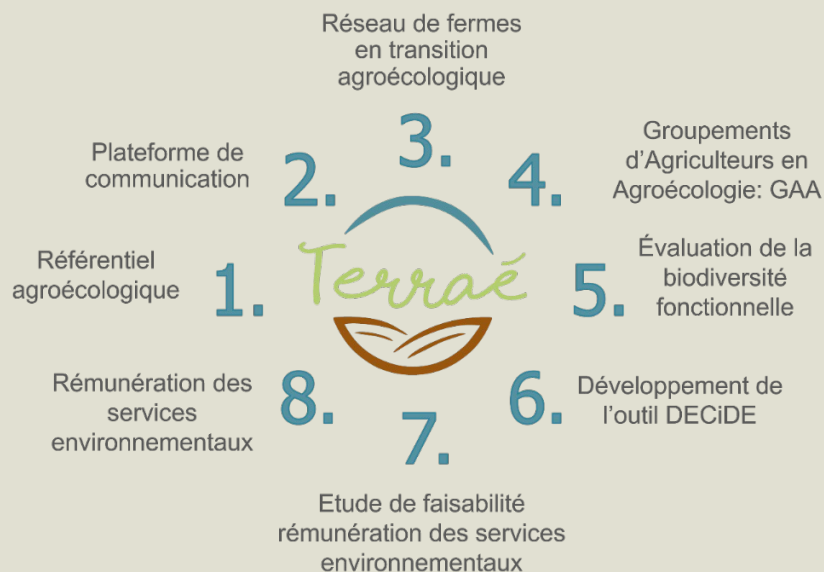 1.
Référentiel
agroécologique
2.
Plateforme de
communication
3.
Réseau de fermes
en transition
agroécologique
4.
Groupements
d'Agriculteurs en
Agroécologie: GAA
5.
Évaluation de la
biodiversité
fonctionnelle
6.
Développement de
l'outil DECiDE
7.
Etude de faisabilité
rémunération des services
environnementaux
8.
Rémunération des
services
environnementaux
Terraé